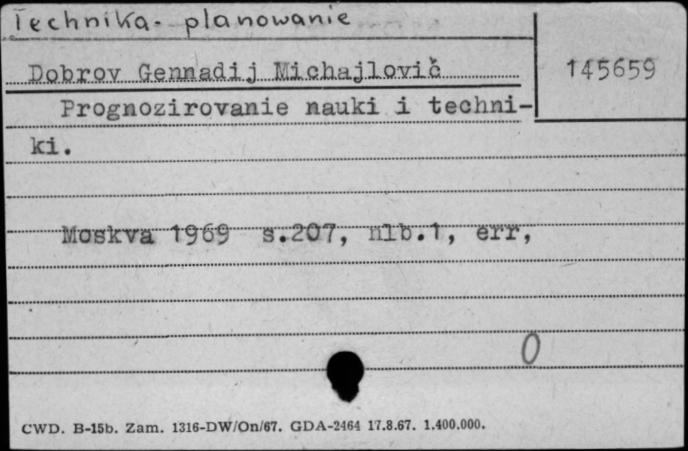 Technika - planowanie
Dobrov Gennadij Michajlovič
145659
Prognozirovanie nauki i techni-
ki.
Moskva 1969 s.207, nlb.1, err,
0
CWD. B-15b. Zam. 1316-DW/On/67. GDA-2464 17.8.67. 1.400.000.